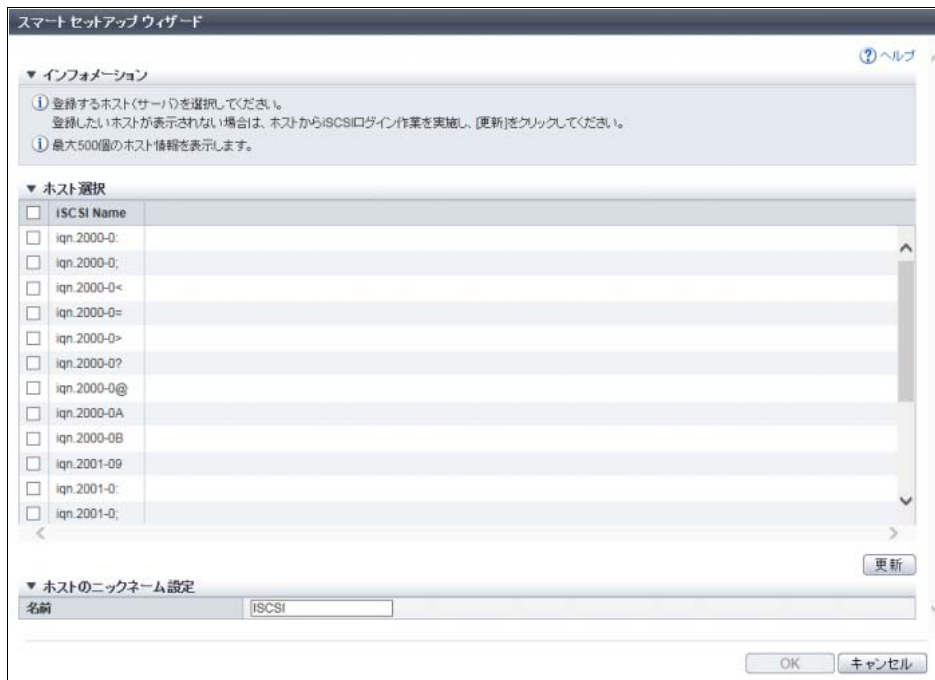 スマート セットアップ ウィザード
ヘルプ
インフォメーション
登録するホスト(サーバ)を選択してください。
登録したいホストが表示されない場合は、ホストからiSCSIログイン作業を実施し、[更新]をクリックしてください。
最大500個のホスト情報を表示します。
ホスト選択
iSCSI Name
iqn.2000-0:
iqn.2000-0;
iqn.2000-0<
iqn.2000-0=
iqn.2000-0>
iqn.2000-0?
iqn.2000-0@
iqn.2000-0A
iqn.2000-0B
iqn.2001-09
iqn.2001-0:
iqn.2001-0;
更新
ホストのニックネーム設定
名前 ISCSI
OK キャンセル